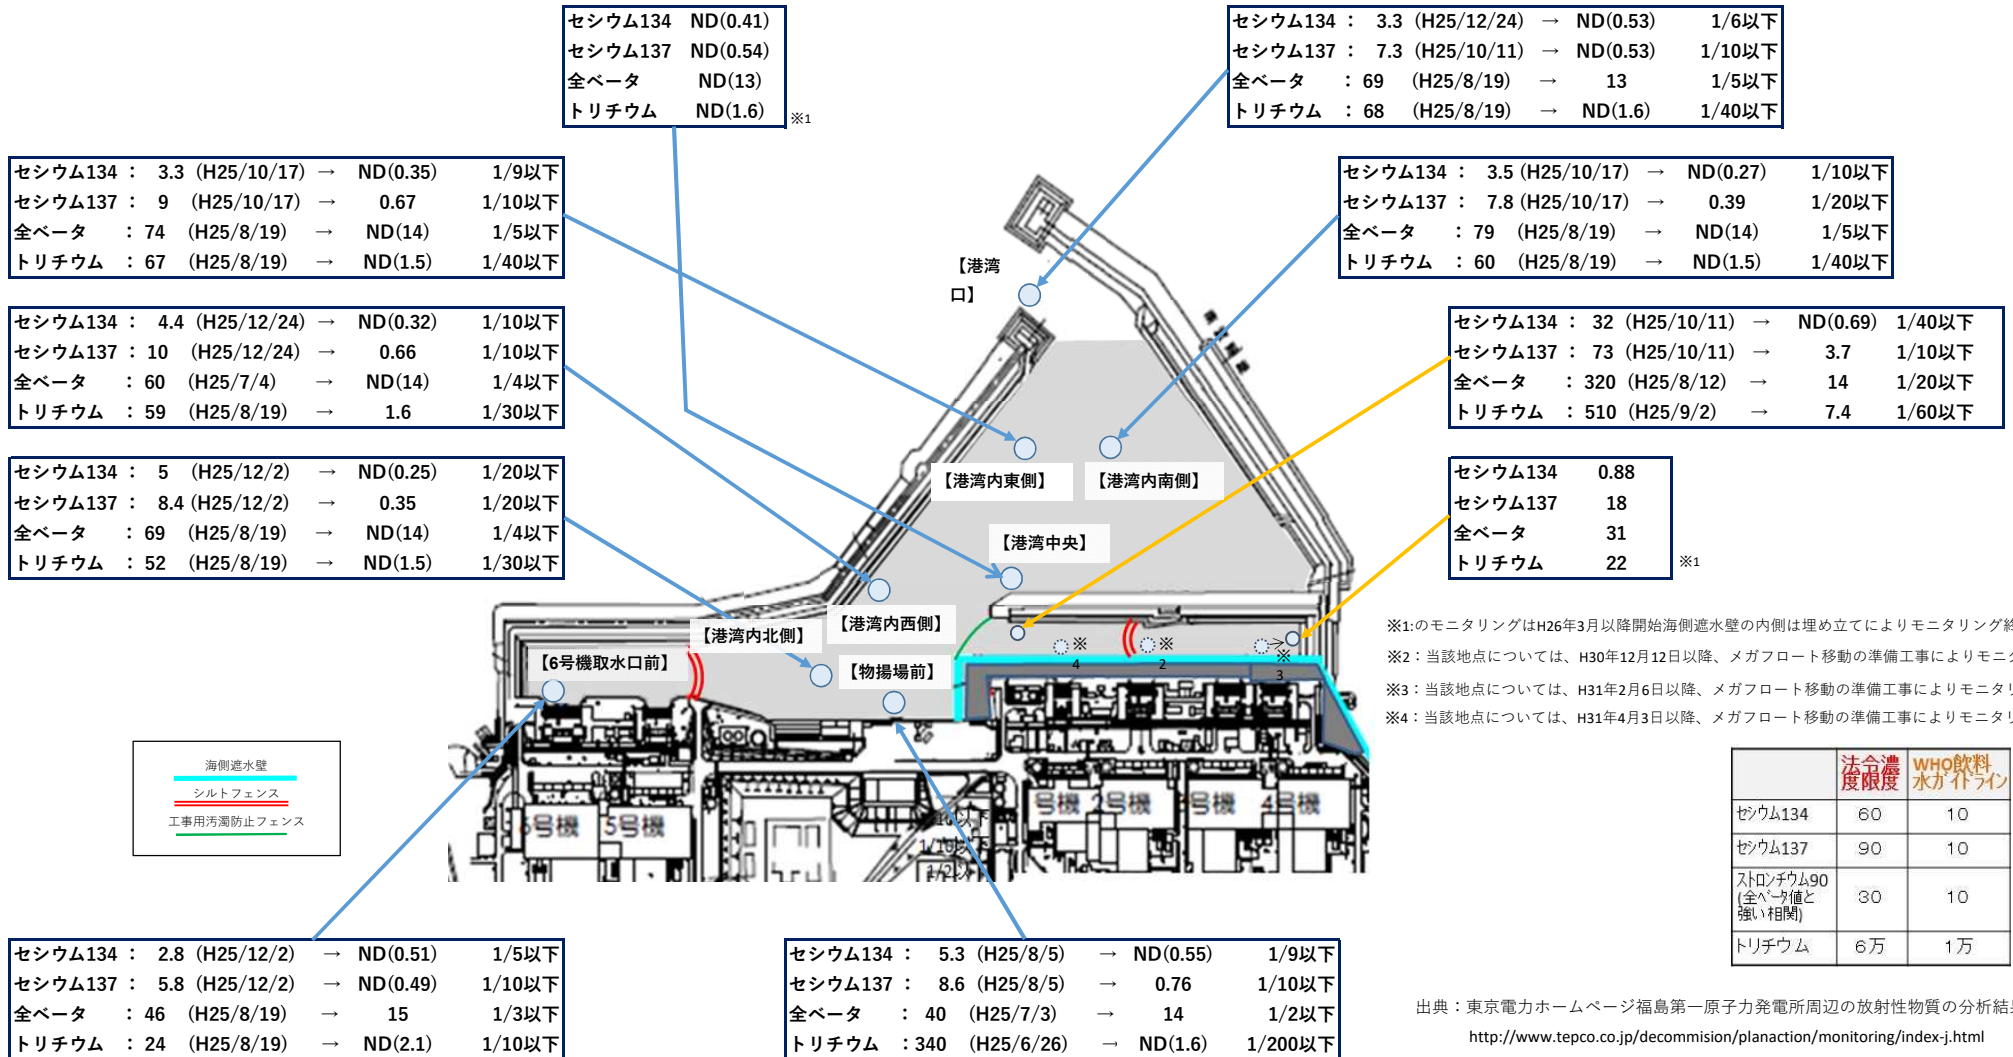 セシウム134 ND(0.41)
セシウム137 ND(0.54)
全ベータ ND(13)
トリチウム ND(1.6) ※1
セシウム134 : 3.3 (H25/12/24) → ND(0.53) 1/6以下
セシウム137 : 7.3 (H25/10/11) → ND(0.53) 1/10以下
全ベータ : 69 (H25/8/19) → 13 1/5以下
トリチウム : 68 (H25/8/19) → ND(1.6) 1/40以下
セシウム134 : 3.3 (H25/10/17) → ND(0.35) 1/9以下
セシウム137 : 9 (H25/10/17) → 0.67 1/10以下
全ベータ : 74 (H25/8/19) → ND(14) 1/5以下
トリチウム : 67 (H25/8/19) → ND(1.5) 1/40以下
セシウム134 : 3.5 (H25/10/17) → ND(0.27) 1/10以下
セシウム137 : 7.8 (H25/10/17) → 0.39 1/20以下
全ベータ : 79 (H25/8/19) → ND(14) 1/5以下
トリチウム : 60 (H25/8/19) → ND(1.5) 1/40以下
セシウム134 : 4.4 (H25/12/24) → ND(0.32) 1/10以下
セシウム137 : 10 (H25/12/24) → 0.66 1/10以下
全ベータ : 60 (H25/7/4) → ND(14) 1/4以下
トリチウム : 59 (H25/8/19) → 1.6 1/30以下
セシウム134 : 32 (H25/10/11) → ND(0.69) 1/40以下
セシウム137 : 73 (H25/10/11) → 3.7 1/10以下
全ベータ : 320 (H25/8/12) → 14 1/20以下
トリチウム : 510 (H25/9/2) → 7.4 1/60以下
セシウム134 : 5 (H25/12/2) → ND(0.25) 1/20以下
セシウム137 : 8.4 (H25/12/2) → 0.35 1/20以下
全ベータ : 69 (H25/8/19) → ND(14) 1/4以下
トリチウム : 52 (H25/8/19) → ND(1.5) 1/30以下
セシウム134 0.88
セシウム137 18
全ベータ 31
トリチウム 22 ※1
【港湾
口】
【港湾内東側】
【港湾内南側】
【港湾中央】
【港湾内西側】
【港湾内北側】
【物揚場前】
【6号機取水口前】
※
4
※
2
※
3
※1:のモニタリングはH26年3月以降開始海側遮水壁の内側は埋め立てによりモニタリング終
※2：当該地点については、H30年12月12日以降、メガフロート移動の準備工事によりモニタ
※3：当該地点については、H31年2月6日以降、メガフロート移動の準備工事によりモニタリ
※4：当該地点については、H31年4月3日以降、メガフロート移動の準備工事によりモニタリ
海側遮水壁
シルトフェンス
工事用汚濁防止フェンス
6号機 5号機
号機 2号機 号機 4号機
1/10以下
1/10以下
1/2以
法令濃
度限度
WHO飲料
水ガイドライン
セシウム134 60 10
セシウム137 90 10
ストロンチウム90
(全ベータ値と
強い相関) 30 10
トリチウム 6万 1万
セシウム134 : 2.8 (H25/12/2) → ND(0.51) 1/5以下
セシウム137 : 5.8 (H25/12/2) → ND(0.49) 1/10以下
全ベータ : 46 (H25/8/19) → 15 1/3以下
トリチウム : 24 (H25/8/19) → ND(2.1) 1/10以下
セシウム134 : 5.3 (H25/8/5) → ND(0.55) 1/9以下
セシウム137 : 8.6 (H25/8/5) → 0.76 1/10以下
全ベータ : 40 (H25/7/3) → 14 1/2以下
トリチウム : 340 (H25/6/26) → ND(1.6) 1/200以下
出典：東京電力ホームページ福島第一原子力発電所周辺の放射性物質の分析結果
http://www.tepco.co.jp/decommision/planaction/monitoring/index-j.html